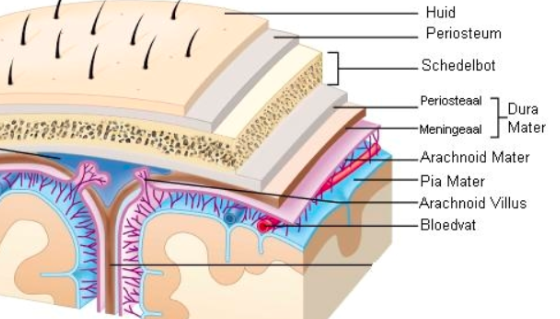 Huid
Periosteum
Schedelbot
Periosteaal
Dura
Mater
Meningeaal
Arachnoid Mater
Pia Mater
Arachnoid Villus
Bloedvat